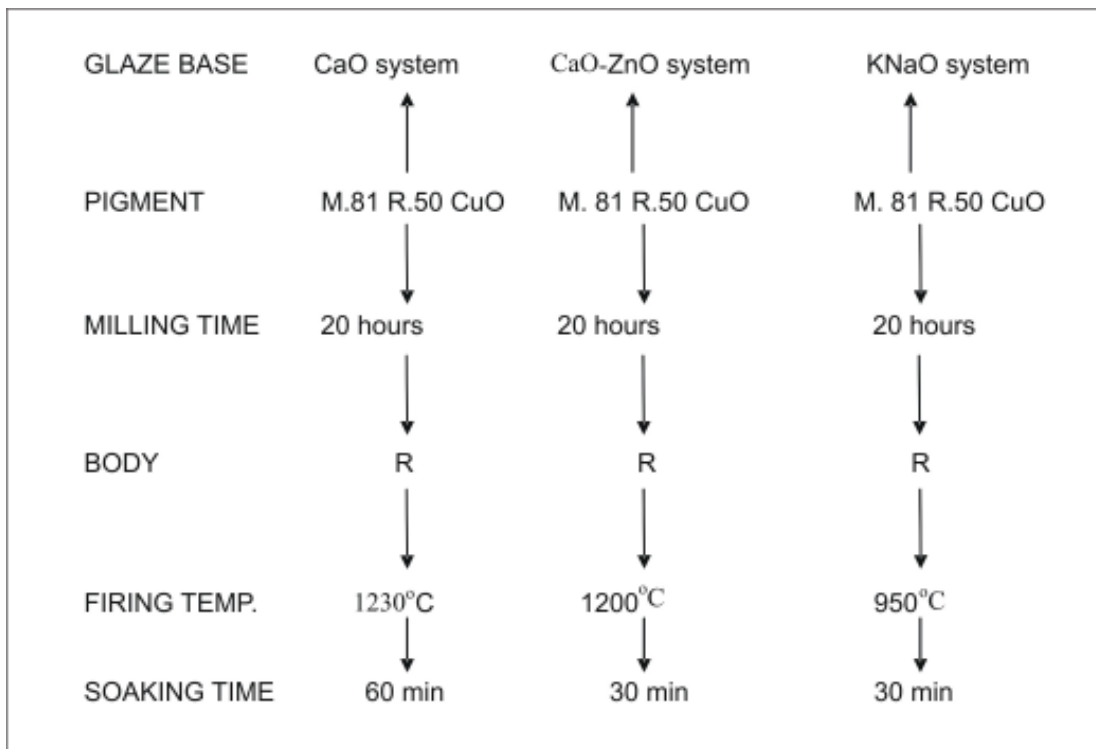 GLAZE BASE CaO system CaO-ZnO system KNaO system
PIGMENT M.81 R.50 CuO M. 81 R.50 CuO M. 81 R.50 CuO
MILLING TIME 20 hours 20 hours 20 hours
BODY R R R
FIRING TEMP. 1230°C 1200°C 950°C
SOAKING TIME 60 min 30 min 30 min